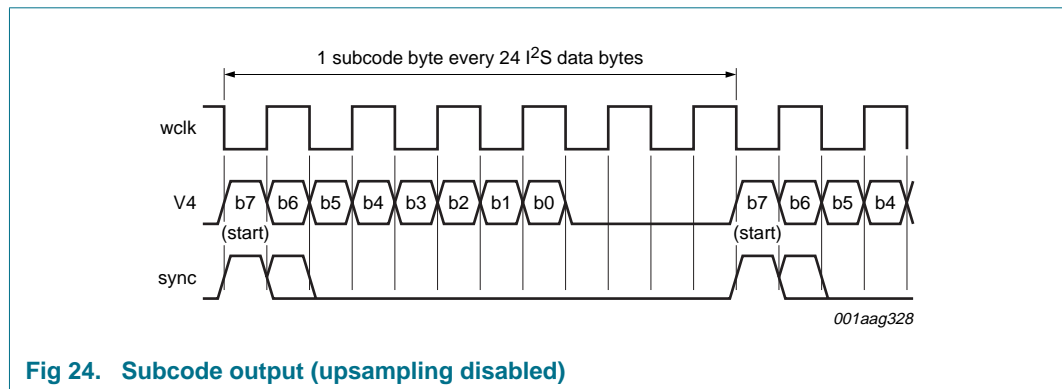 1 subcode byte every 24 I²S data bytes
wclk
V4
b7 b6 b5 b4 b3 b2 b1 b0 b7 b6 b5 b4
(start) (start)
sync
001aag328
Fig 24. Subcode output (upsampling disabled)